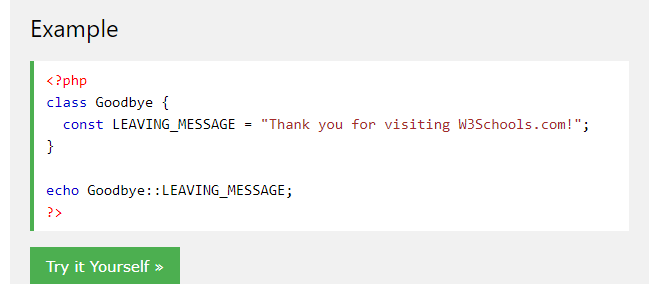 Example
<?php
class Goodbye {
  const LEAVING_MESSAGE = "Thank you for visiting W3Schools.com!";
}
echo Goodbye::LEAVING_MESSAGE;
?>
Try it Yourself »